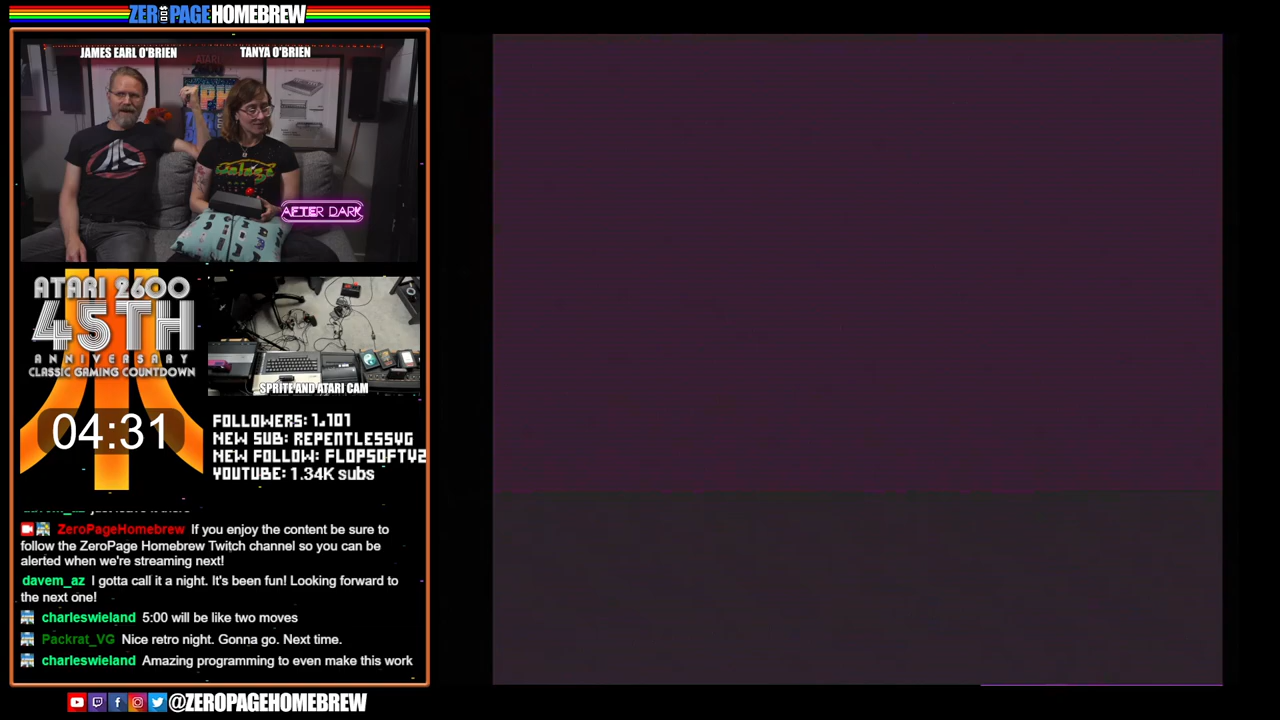 ZERO PAGE HOMEBREW
JAMES EARL O'BRIEN
TANYA O'BRIEN
AFTER DARK
ATARI 2600
45TH
ANNIVERSARY
CLASSIC GAMING COUNTDOWN
04:31
SPRITE AND ATARI CAM
FOLLOWERS: 1,101
NEW SUB: REPENTLESSVG
NEW FOLLOW: FLOPSOFTV2
YOUTUBE: 1.34K subs
ZeroPageHomebrew If you enjoy the content be sure to
follow the ZeroPage Homebrew Twitch channel so you can be
alerted when we're streaming next!
davem_az I gotta call it a night. It's been fun! Looking forward to
the next one!
charleswieland 5:00 will be like two moves
Packrat_VG Nice retro night. Gonna go. Next time.
charleswieland Amazing programming to even make this work
@ZEROPAGEHOMEBREW